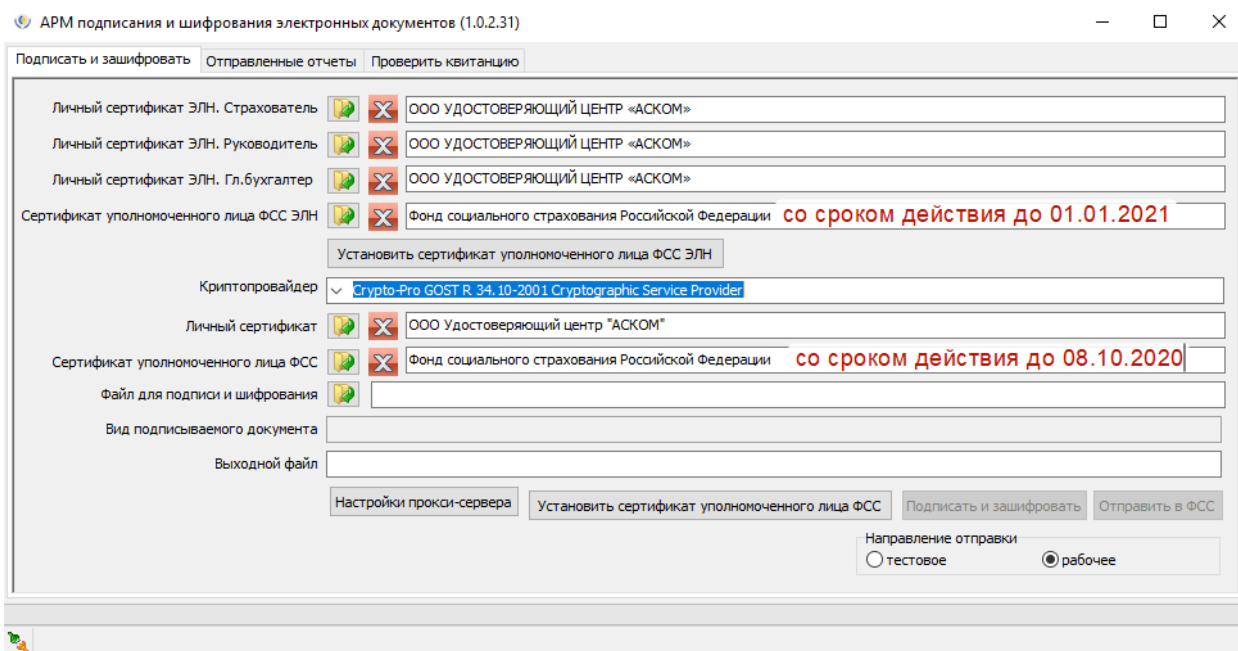 АРМ подписания и шифрования электронных документов (1.0.2.31)
Подписать и зашифровать Отправленные отчеты Проверить квитанцию
Личный сертификат ЭЛН. Страхователь ООО УДОСТОВЕРЯЮЩИЙ ЦЕНТР «АСКОМ»
Личный сертификат ЭЛН. Руководитель ООО УДОСТОВЕРЯЮЩИЙ ЦЕНТР «АСКОМ»
Личный сертификат ЭЛН. Гл.бухгалтер ООО УДОСТОВЕРЯЮЩИЙ ЦЕНТР «АСКОМ»
Сертификат уполномоченного лица ФСС ЭЛН Фонд социального страхования Российской Федерации со сроком действия до 01.01.2021
Установить сертификат уполномоченного лица ФСС ЭЛН
Криптопровайдер Crypto-Pro GOST R 34.10-2001 Cryptographic Service Provider
Личный сертификат ООО Удостоверяющий центр "АСКОМ"
Сертификат уполномоченного лица ФСС Фонд социального страхования Российской Федерации со сроком действия до 08.10.2020
Файл для подписи и шифрования
Вид подписываемого документа
Выходной файл
Настройки прокси-сервера Установить сертификат уполномоченного лица ФСС Подписать и зашифровать Отправить в ФСС
Направление отправки
тестовое рабочее